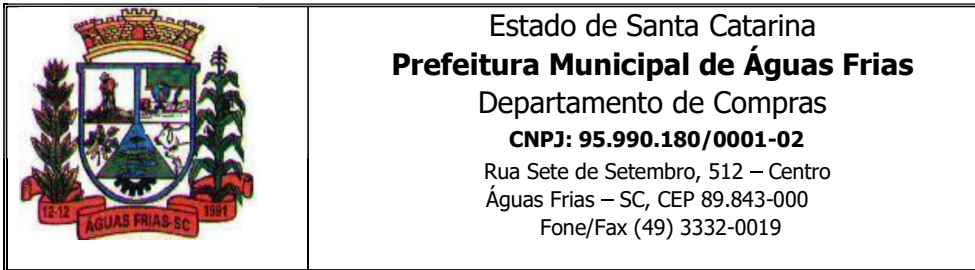 12-12
ÁGUAS FRIAS-SC
1991
Estado de Santa Catarina
Prefeitura Municipal de Águas Frias
Departamento de Compras
CNPJ: 95.990.180/0001-02
Rua Sete de Setembro, 512 – Centro
Águas Frias – SC, CEP 89.843-000
Fone/Fax (49) 3332-0019